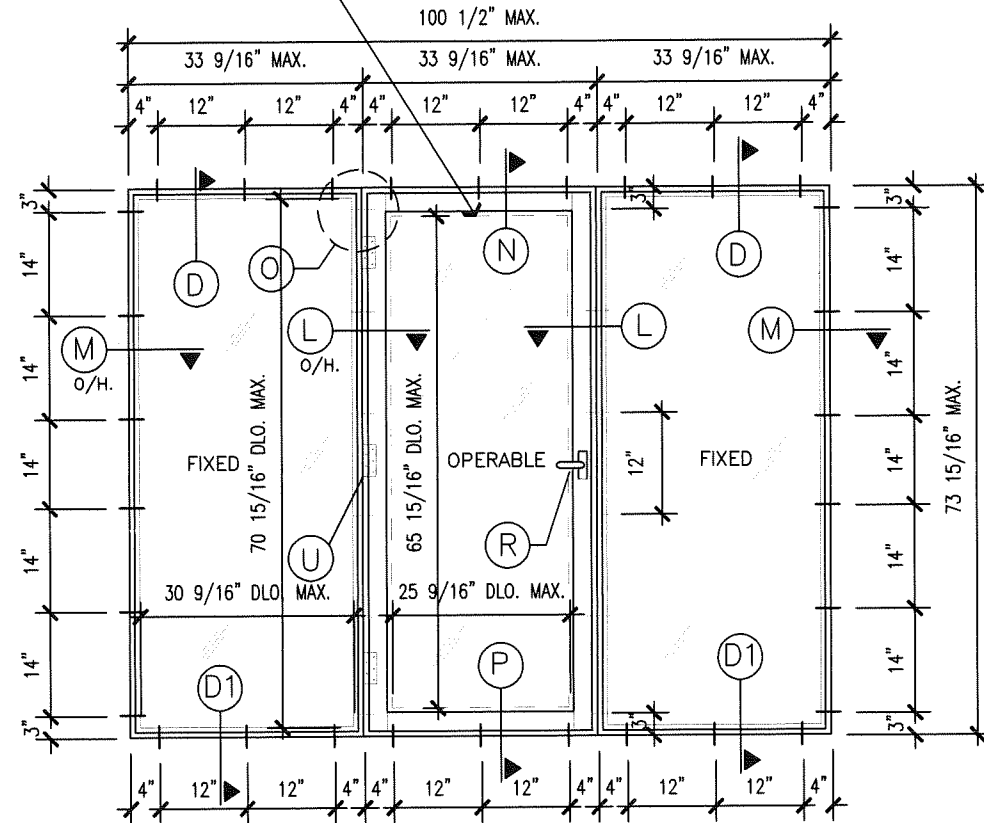 100 1/2" MAX.
33 9/16" MAX. 33 9/16" MAX. 33 9/16" MAX.
4" 12" 12" 4" 4" 12" 12" 4" 4" 12" 12" 4"
3" 3" 3"
N
D O D
14" 14"
L L M
M O/H.
O/H.
14" 14"
70 15/16" DLO. MAX.
65 15/16" DLO. MAX.
73 15/16" MAX.
FIXED OPERABLE 12" FIXED
14" 14"
U R
14" 14"
30 9/16" DLO. MAX. 25 9/16" DLO. MAX.
14" 14"
D1 P D1
3" 3" 3"
4" 12" 12" 4" 4" 12" 12" 4" 4" 12" 12" 4"